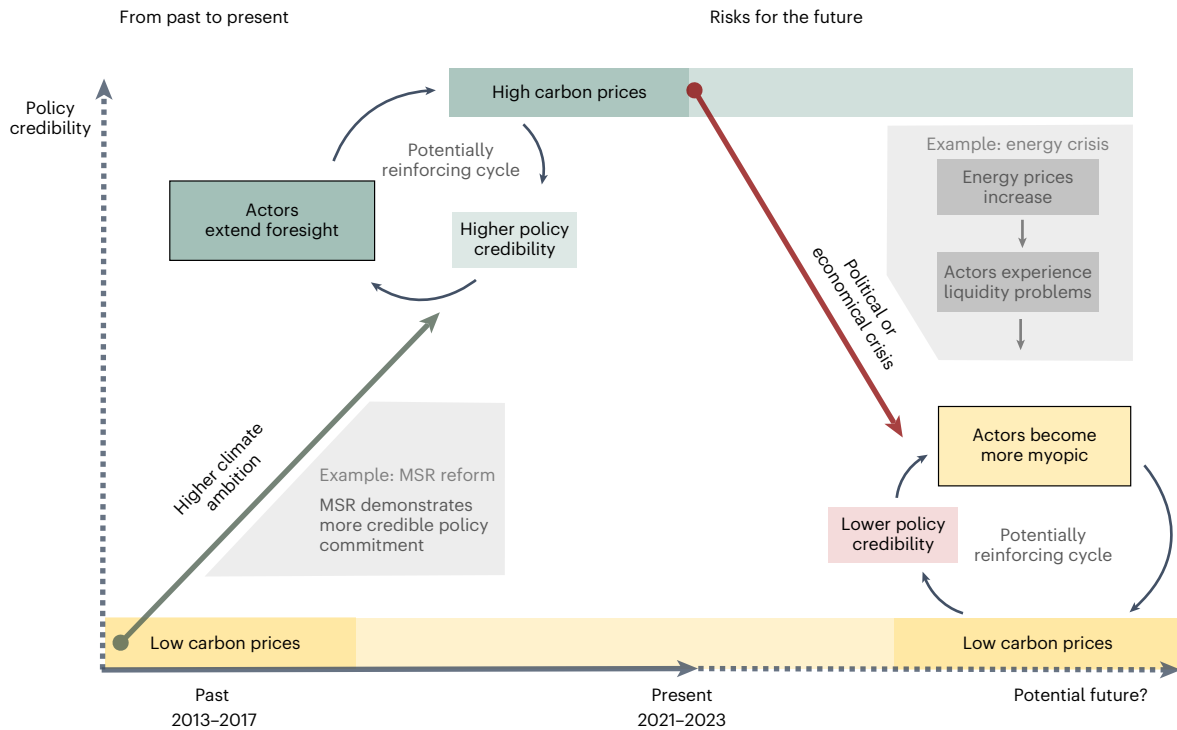 From past to present
Risks for the future
Policy
credibility
High carbon prices
Potentially
reinforcing cycle
Actors
extend foresight
Higher policy
credibility
Example: energy crisis
Energy prices
increase
Actors experience
liquidity problems
Political or
economical crisis
Higher climate
ambition
Example: MSR reform
MSR demonstrates
more credible policy
commitment
Actors become
more myopic
Lower policy
credibility
Potentially
reinforcing cycle
Low carbon prices
Low carbon prices
Past
2013–2017
Present
2021–2023
Potential future?